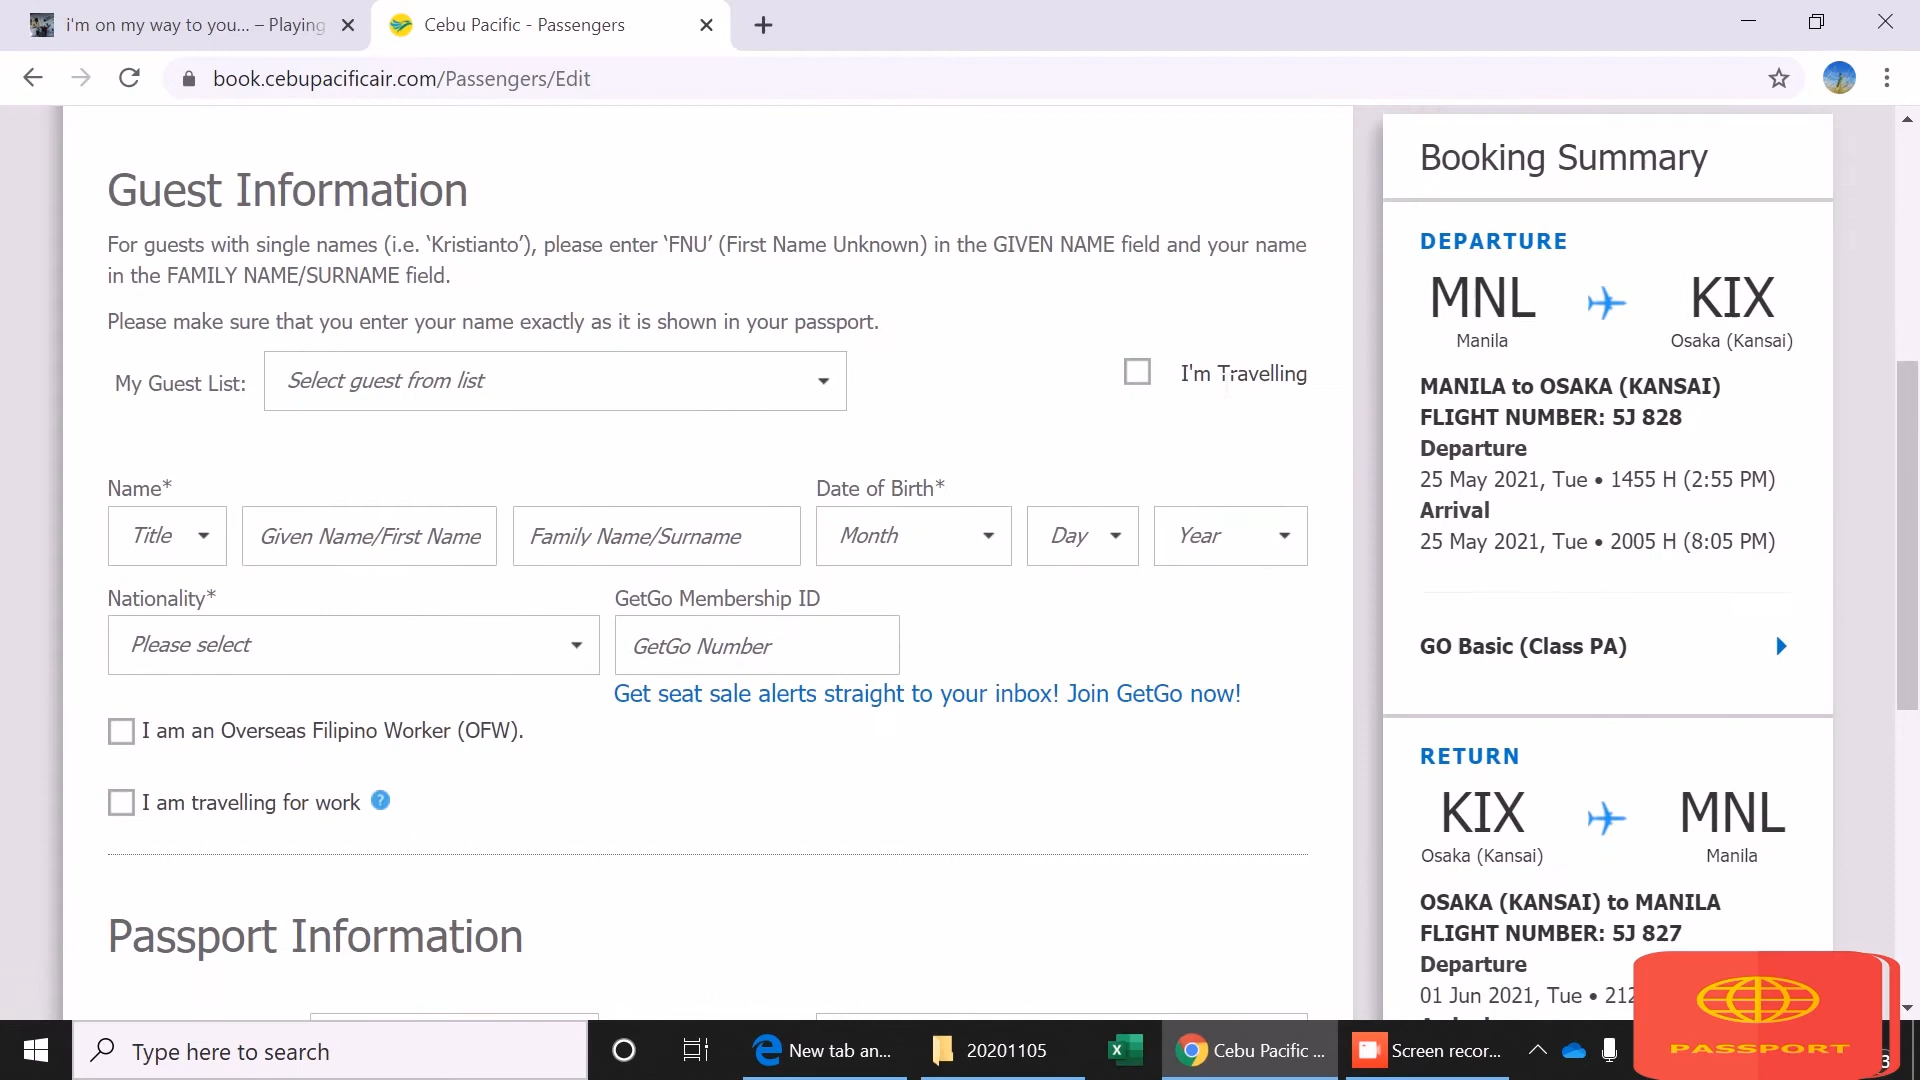 i'm on my way to you... – Playing
Cebu Pacific - Passengers
book.cebupacificair.com/Passengers/Edit
Guest Information
For guests with single names (i.e. ‘Kristianto’), please enter ‘FNU’ (First Name Unknown) in the GIVEN NAME field and your name
in the FAMILY NAME/SURNAME field.
Please make sure that you enter your name exactly as it is shown in your passport.
My Guest List:
Select guest from list
I'm Travelling
Name*
Date of Birth*
Title
Given Name/First Name
Family Name/Surname
Month
Day
Year
Nationality*
GetGo Membership ID
Please select
GetGo Number
Get seat sale alerts straight to your inbox! Join GetGo now!
I am an Overseas Filipino Worker (OFW).
I am travelling for work ?
Passport Information
Booking Summary
DEPARTURE
MNL KIX
Manila Osaka (Kansai)
MANILA to OSAKA (KANSAI)
FLIGHT NUMBER: 5J 828
Departure
25 May 2021, Tue • 1455 H (2:55 PM)
Arrival
25 May 2021, Tue • 2005 H (8:05 PM)
GO Basic (Class PA)
RETURN
KIX MNL
Osaka (Kansai) Manila
OSAKA (KANSAI) to MANILA
FLIGHT NUMBER: 5J 827
Departure
01 Jun 2021, Tue • 212
PASSPORT
Type here to search
New tab an...
20201105
Cebu Pacific ...
Screen recor...
3